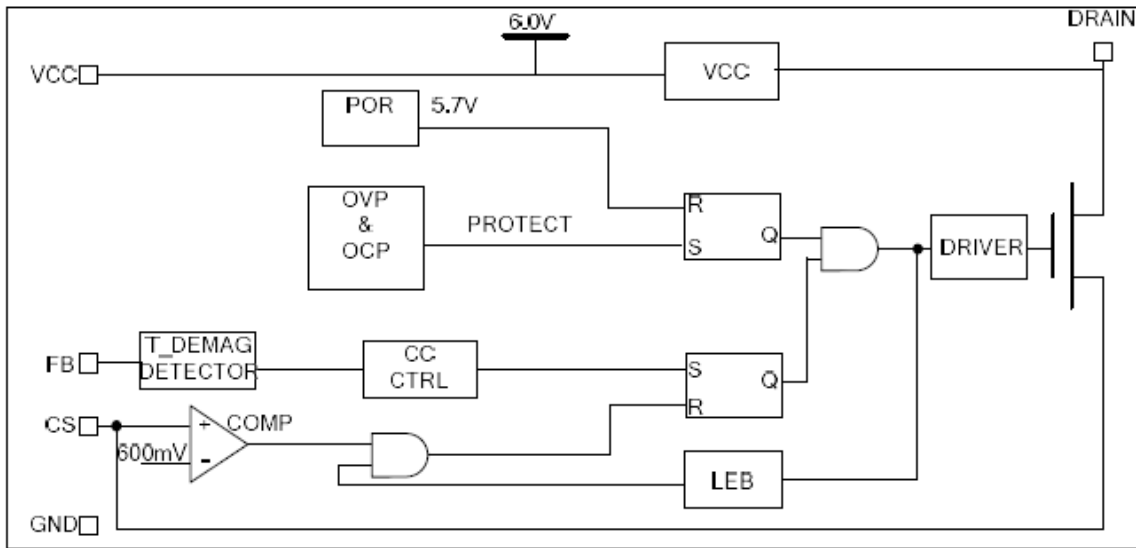 6.0V
DRAIN
VCC
VCC
POR
5.7V
OVP
&
OCP
PROTECT
R
S
Q
DRIVER
FB
T_DEMAG
DETECTOR
CC
CTRL
S
R
Q
CS
+
COMP
600mV
-
LEB
GND